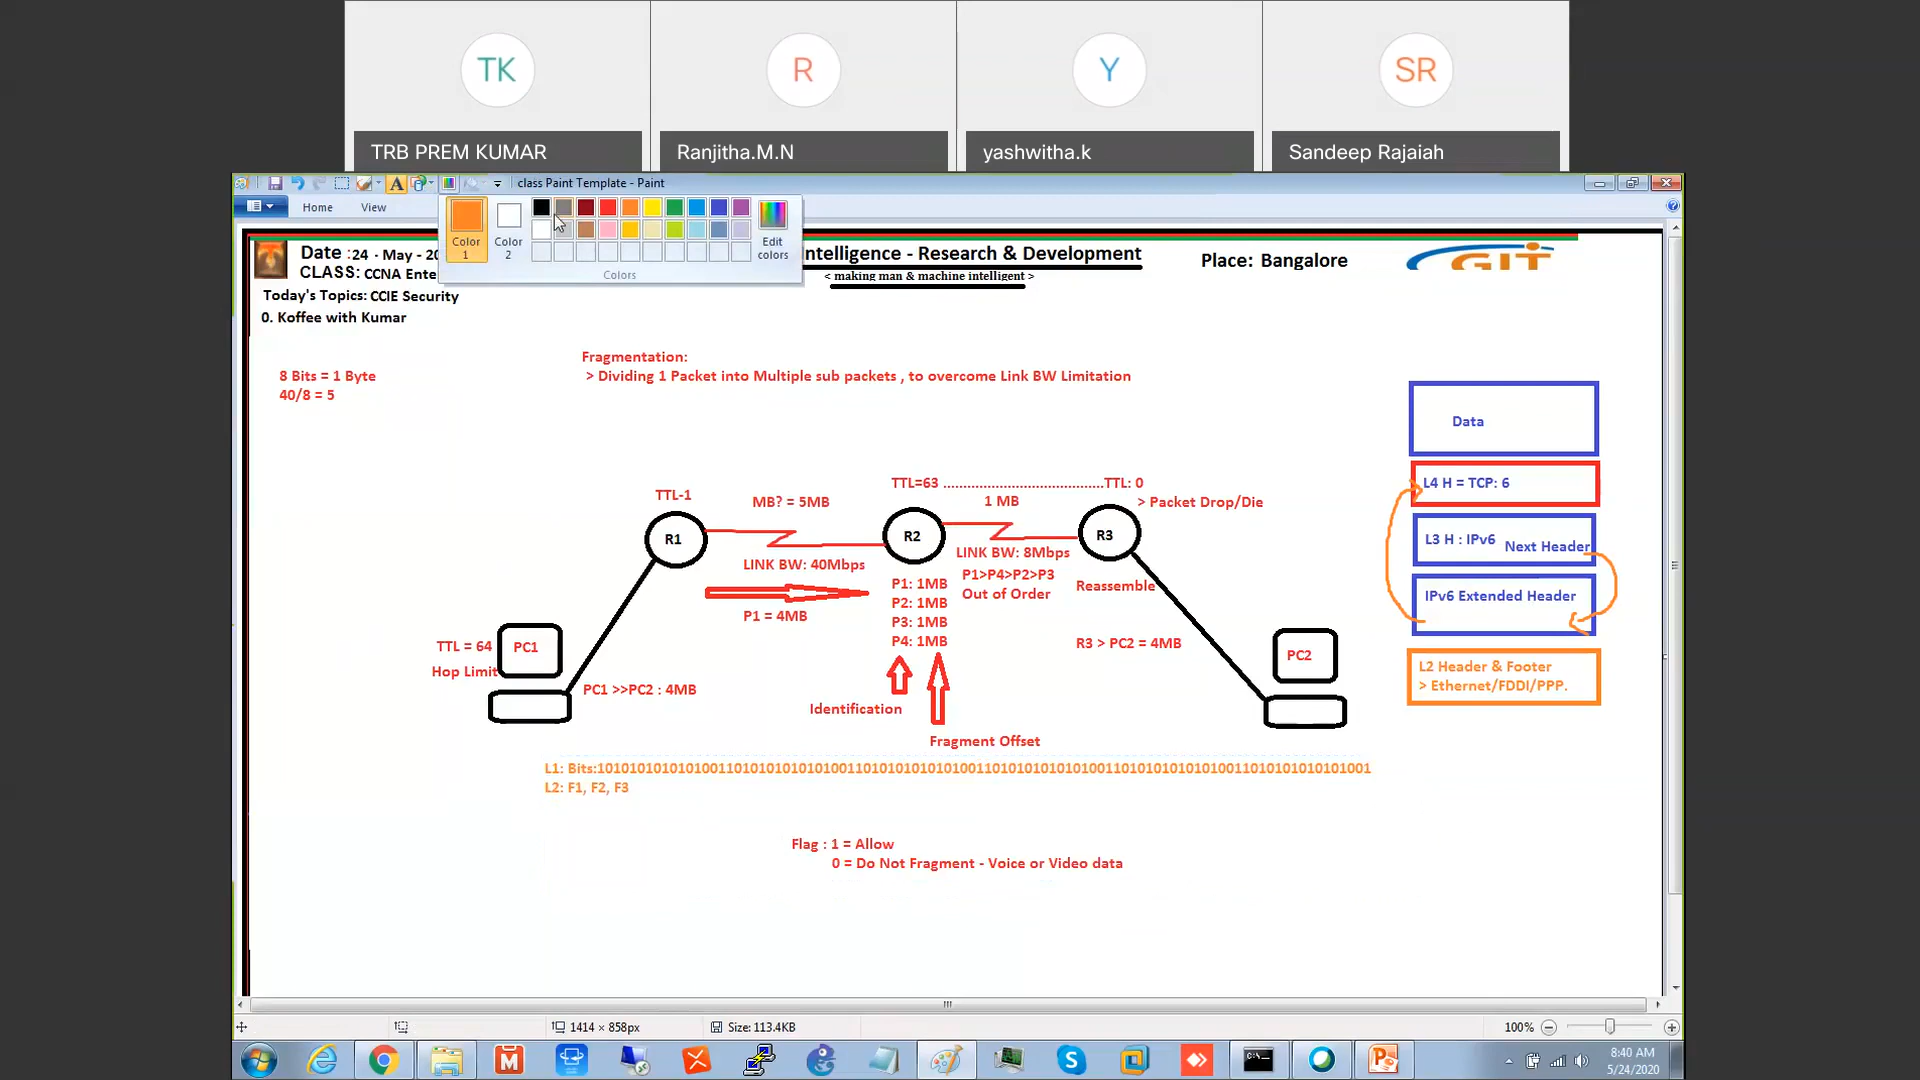 TK
R
Y
SR
TRB PREM KUMAR
Ranjitha.M.N
yashwitha.k
Sandeep Rajaiah
class Paint Template - Paint
Home
View
Color
1
Color
2
Edit
colors
Colors
Date : 24 - May - 20
CLASS: CCNA Ente
ntelligence - Research & Development
< making man & machine intelligent >
Place: Bangalore
GIT
Today's Topics: CCIE Security
0. Koffee with Kumar
8 Bits = 1 Byte
40/8 = 5
Fragmentation:
> Dividing 1 Packet into Multiple sub packets , to overcome Link BW Limitation
Data
L4 H = TCP: 6
L3 H : IPv6
Next Header
IPv6 Extended Header
L2 Header & Footer
> Ethernet/FDDI/PPP.
TTL-1
MB? = 5MB
TTL=63 ........................................TTL: 0
1 MB
> Packet Drop/Die
R1
R2
R3
LINK BW: 40Mbps
LINK BW: 8Mbps
P1 = 4MB
P1: 1MB
P2: 1MB
P3: 1MB
P4: 1MB
P1>P4>P2>P3
Out of Order
Reassemble
R3 > PC2 = 4MB
TTL = 64
Hop Limit
PC1
PC1 >>PC2 : 4MB
PC2
Identification
Fragment Offset
L1: Bits:1010101010101001101010101010100110101010101010011010101010101001101010101010100110101010101001
L2: F1, F2, F3
Flag : 1 = Allow
0 = Do Not Fragment - Voice or Video data
1414 × 858px
Size: 113.4KB
100%
8:40 AM
5/24/2020